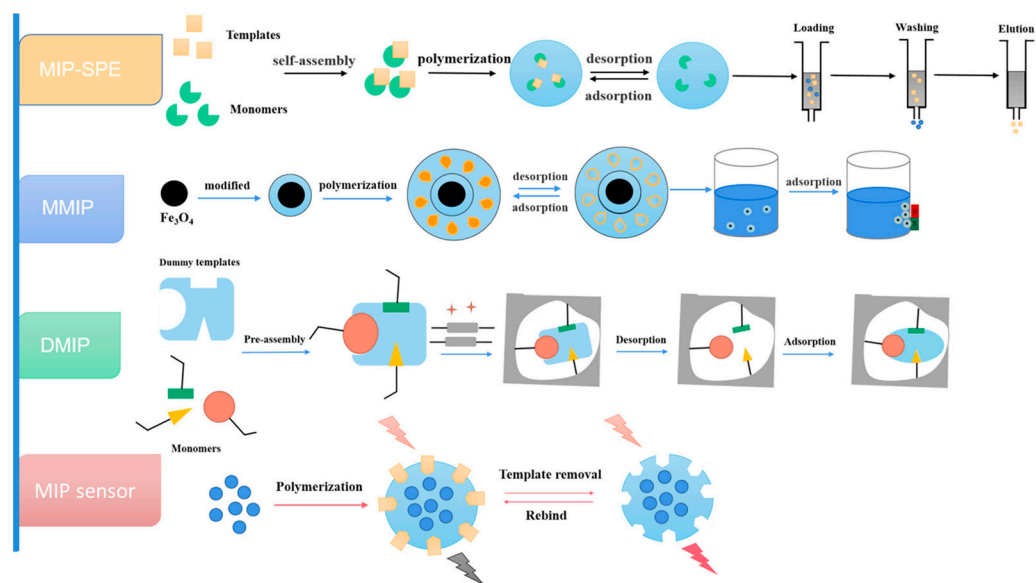 MIP-SPE
Templates
Monomers
self-assembly
polymerization
desorption
adsorption
Loading
Washing
Elution
MMIP
Fe₃O₄
modified
polymerization
desorption
adsorption
adsorption
DMIP
Dummy templates
Monomers
Pre-assembly
Desorption
Adsorption
MIP sensor
Polymerization
Template removal
Rebind